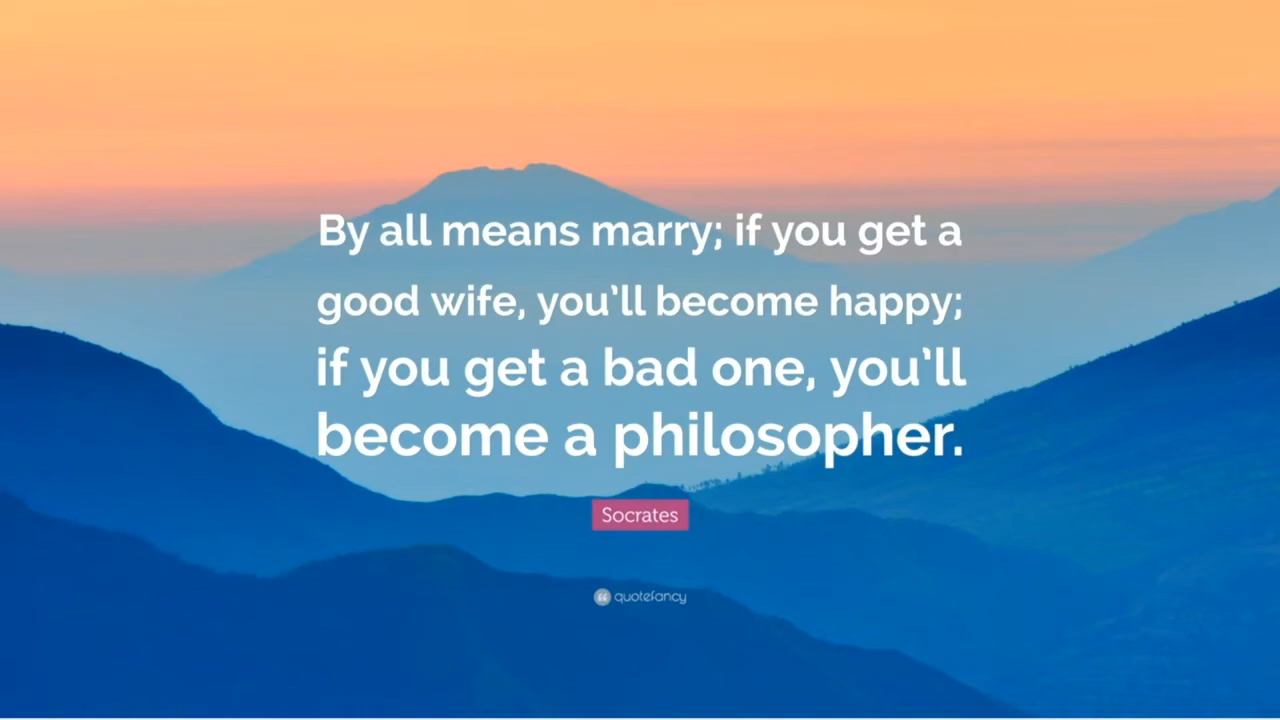 By all means marry; if you get a
good wife, you’ll become happy;
if you get a bad one, you’ll
become a philosopher.
Socrates
quotefancy